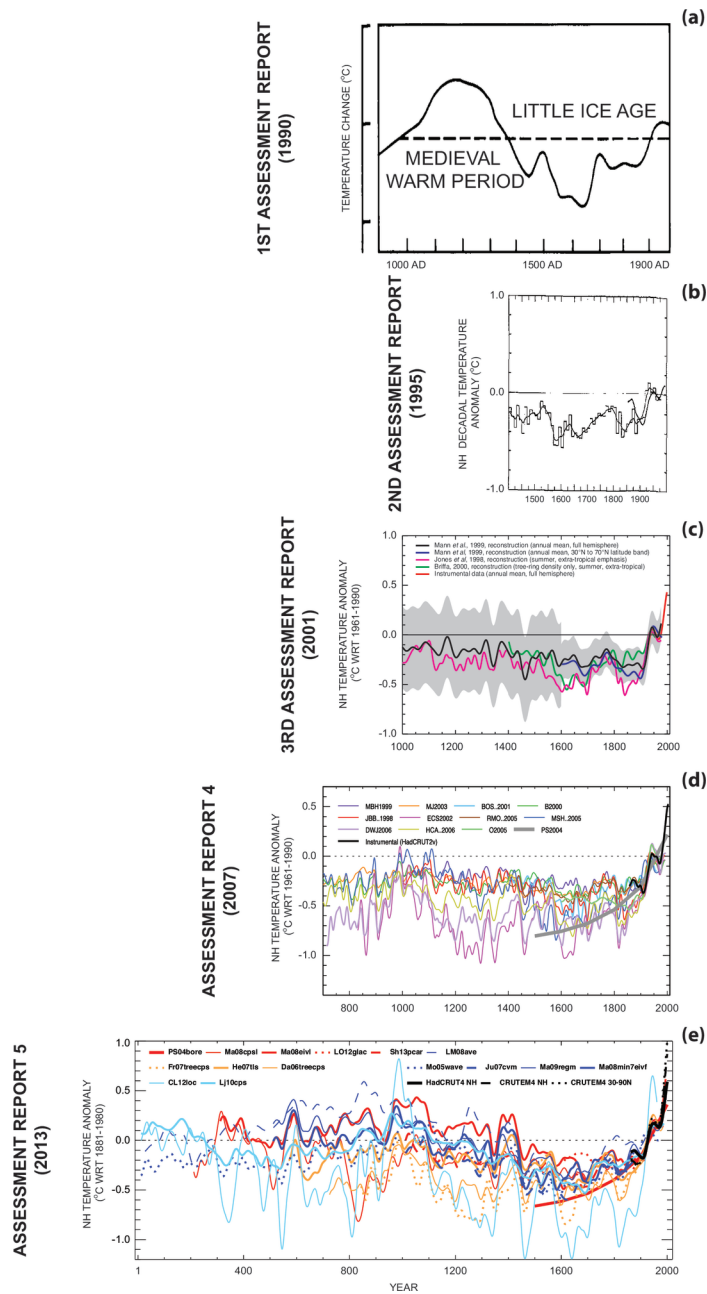 (a)
1ST ASSESSMENT REPORT
(1990)
TEMPERATURE CHANGE (°C)
LITTLE ICE AGE
MEDIEVAL
WARM PERIOD
1000 AD 1500 AD 1900 AD
(b)
2ND ASSESSMENT REPORT
(1995)
NH DECADAL TEMPERATURE
ANOMALY (°C)
1.0
0.0
-1.0
1500 1600 1700 1800 1900
(c)
3RD ASSESSMENT REPORT
(2001)
NH TEMPERATURE ANOMALY
(°C WRT 1961-1990)
1.0
0.5
0.0
-0.5
-1.0
Mann et al., 1999, reconstruction (annual mean, full hemisphere)
Mann et al., 1999, reconstruction (annual mean, 30°N to 70°N latitude band)
Jones et al., 1998, reconstruction (summer, extra-tropical emphasis)
Briffa, 2000, reconstruction (tree-ring density only, summer, extra-tropical)
Instrumental data (annual mean, full hemisphere)
1000 1200 1400 1600 1800 2000
(d)
ASSESSMENT REPORT 4
(2007)
NH TEMPERATURE ANOMALY
(°C WRT 1961-1990)
0.5
0.0
-0.5
-1.0
MBH1999 MJ2003 BOS..2001 B2000
JBB..1998 ECS2002 RMO..2005 MSH..2005
DWJ2006 HCA..2006 O2005 PS2004
Instrumental (HadCRUT2v)
800 1000 1200 1400 1600 1800 2000
(e)
ASSESSMENT REPORT 5
(2013)
NH TEMPERATURE ANOMALY
(°C WRT 1881-1980)
1.0
0.5
0.0
-0.5
-1.0
PS04bore Ma08cpsl Ma08eivl LO12glac Sh13pcar LM08ave
Fr07treecps He07tls Da06treecps Mo05wave Ju07cvm Ma09regm Ma08min7eivf
CL12loc Lj10cps HadCRUT4 NH CRUTEM4 NH CRUTEM4 30-90N
1 400 800 1200 1600 2000
YEAR